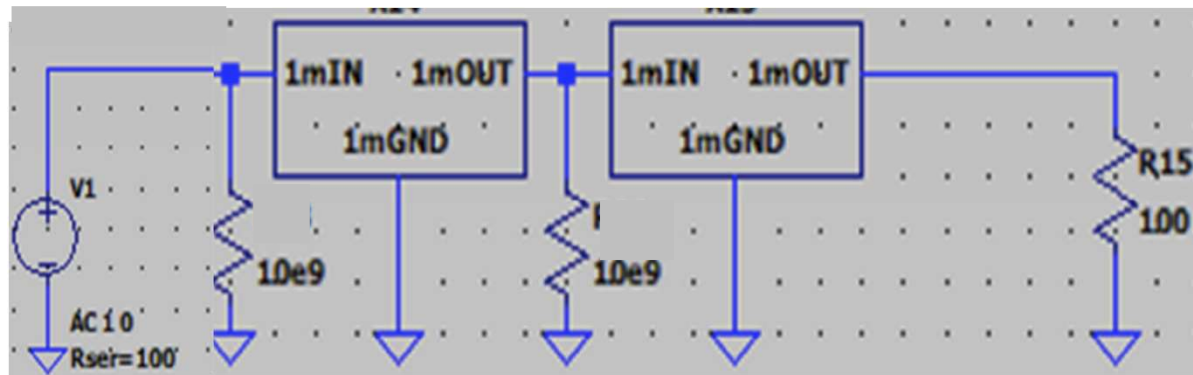 1mIN 1mOUT
1mGND
1mIN 1mOUT
1mGND
V1
R15
100
10e9
10e9
AC 1 0
Rser=100